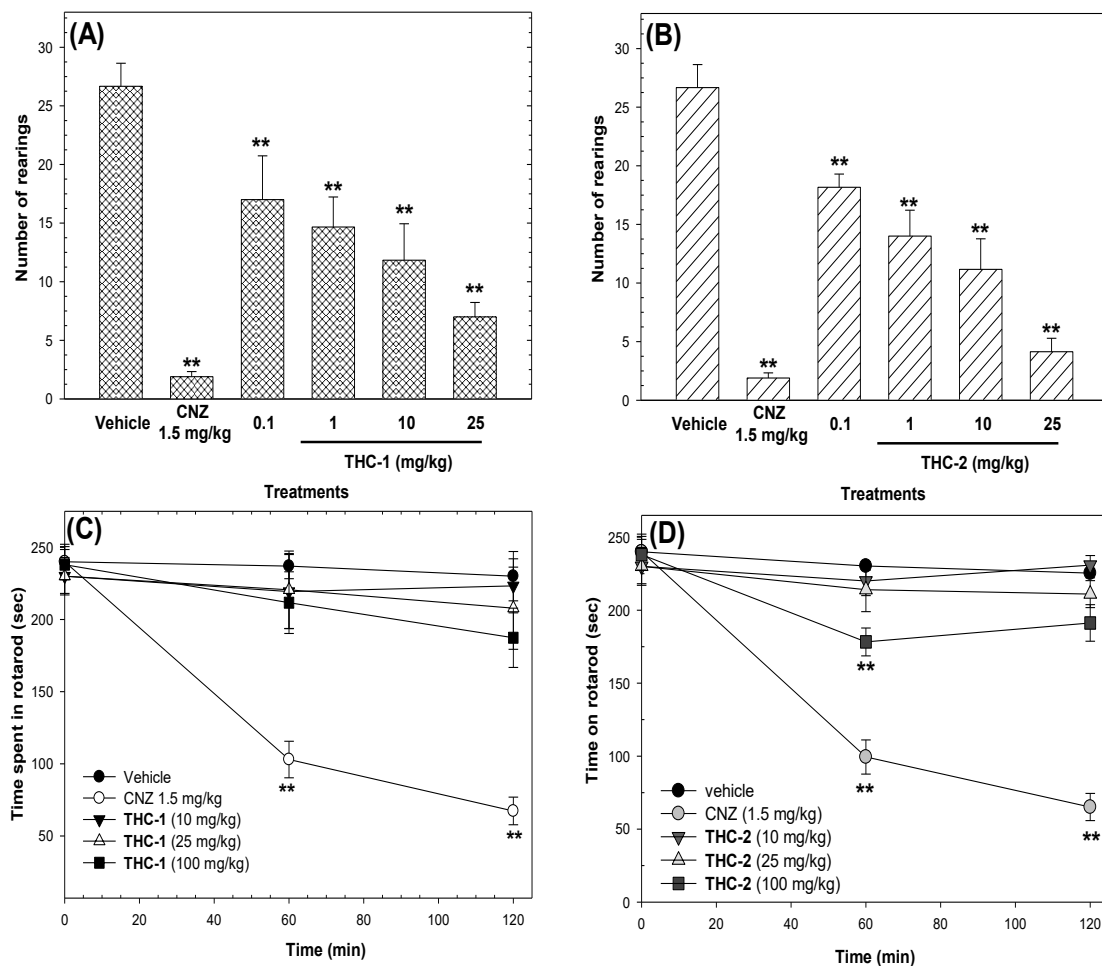 (A)
Number of rearings
30
25
20
15
10
5
0
**
**
**
**
**
Vehicle
CNZ
1.5 mg/kg
0.1
1
10
25
THC-1 (mg/kg)
Treatments
(B)
Number of rearings
30
25
20
15
10
5
0
**
**
**
**
**
Vehicle
CNZ
1.5 mg/kg
0.1
1
10
25
THC-2 (mg/kg)
Treatments
(C)
Time spent in rotarod (sec)
250
200
150
100
50
**
**
Vehicle
CNZ 1.5 mg/kg
THC-1 (10 mg/kg)
THC-1 (25 mg/kg)
THC-1 (100 mg/kg)
0
20
40
60
80
100
120
Time (min)
(D)
Time on rotarod (sec)
250
200
150
100
50
0
**
**
**
vehicle
CNZ (1.5 mg/kg)
THC-2 (10 mg/kg)
THC-2 (25 mg/kg)
THC-2 (100 mg/kg)
0
20
40
60
80
100
120
Time (min)